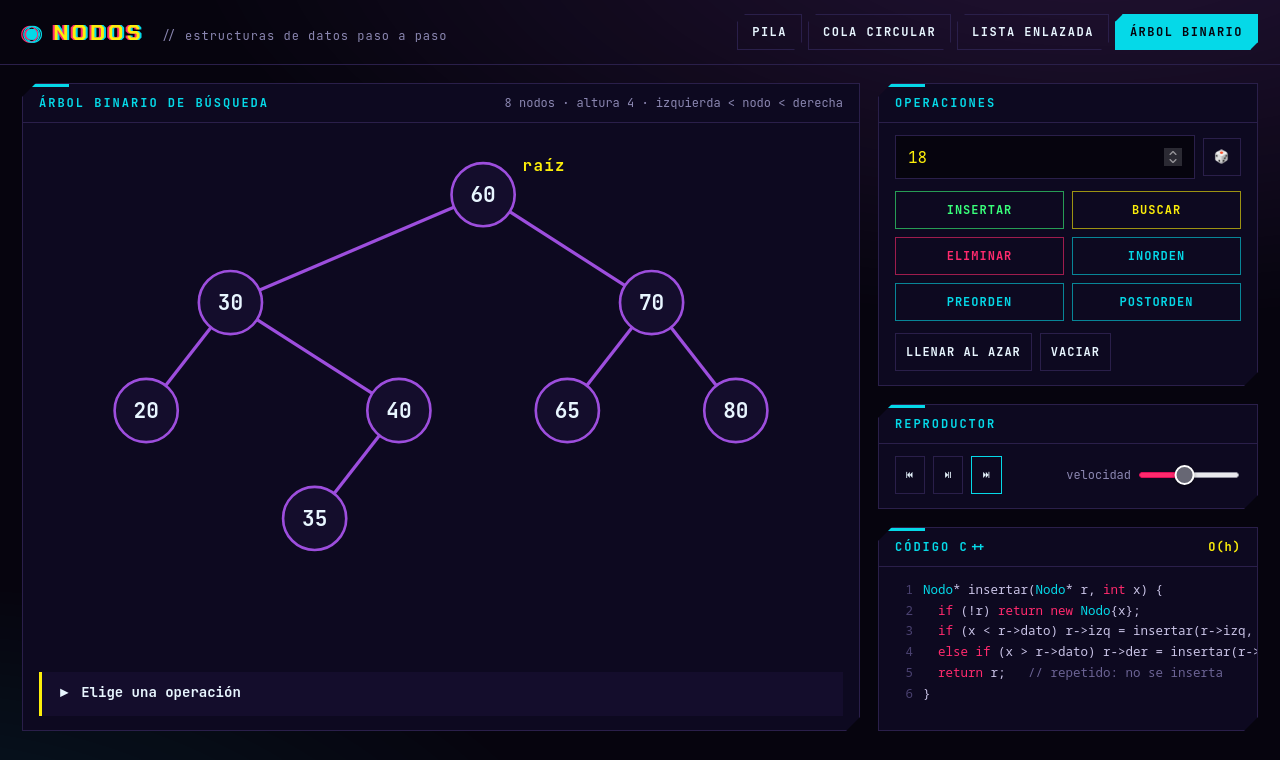 NODOS // estructuras de datos paso a paso
PILA COLA CIRCULAR LISTA ENLAZADA ÁRBOL BINARIO
ÁRBOL BINARIO DE BÚSQUEDA 8 nodos · altura 4 · izquierda < nodo < derecha
raíz
60
30 70
20 40 65 80
35
▶ Elige una operación
OPERACIONES
18
INSERTAR BUSCAR
ELIMINAR INORDEN
PREORDEN POSTORDEN
LLENAR AL AZAR VACIAR
REPRODUCTOR
velocidad
CÓDIGO C++ O(h)
1 Nodo* insertar(Nodo* r, int x) {
2 if (!r) return new Nodo{x};
3 if (x < r->dato) r->izq = insertar(r->izq,
4 else if (x > r->dato) r->der = insertar(r->
5 return r; // repetido: no se inserta
6 }